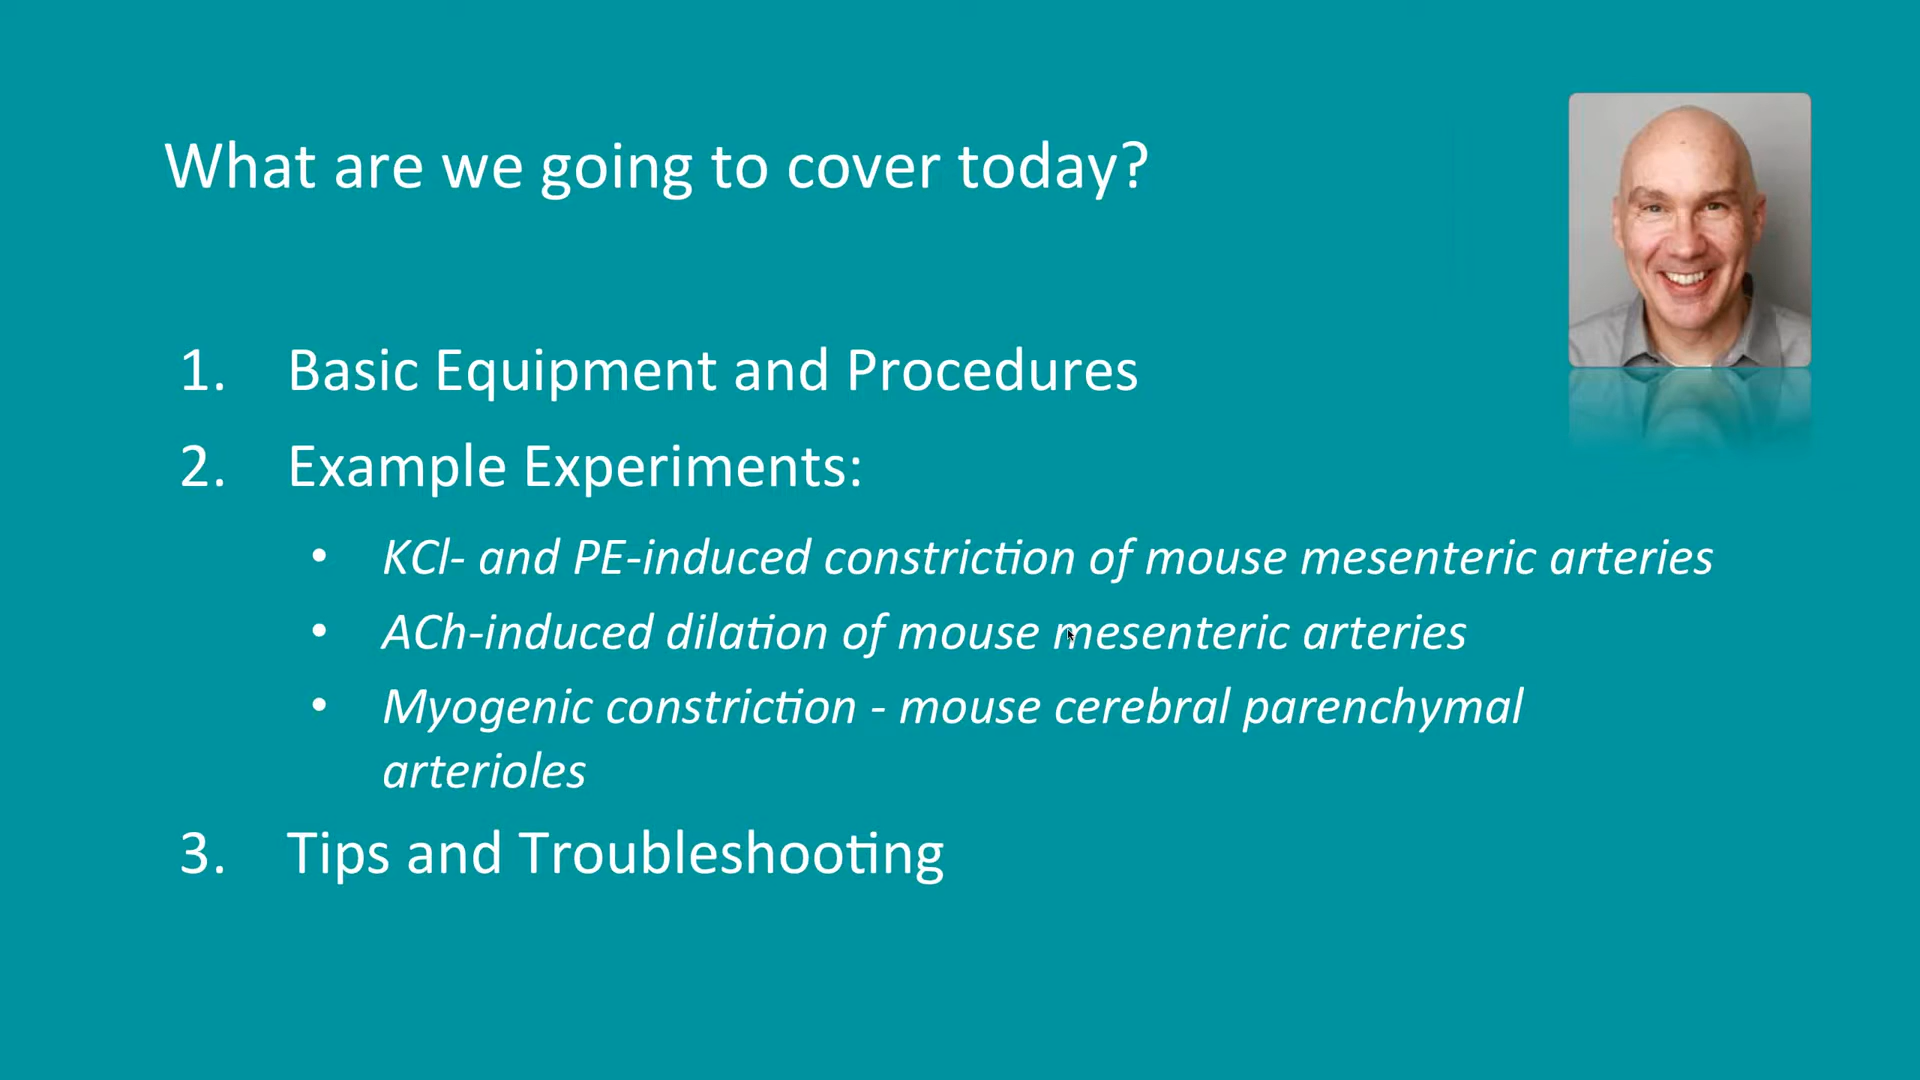 What are we going to cover today?
1. Basic Equipment and Procedures
2. Example Experiments:
• KCl- and PE-induced constriction of mouse mesenteric arteries
• ACh-induced dilation of mouse mesenteric arteries
• Myogenic constriction - mouse cerebral parenchymal
arterioles
3. Tips and Troubleshooting